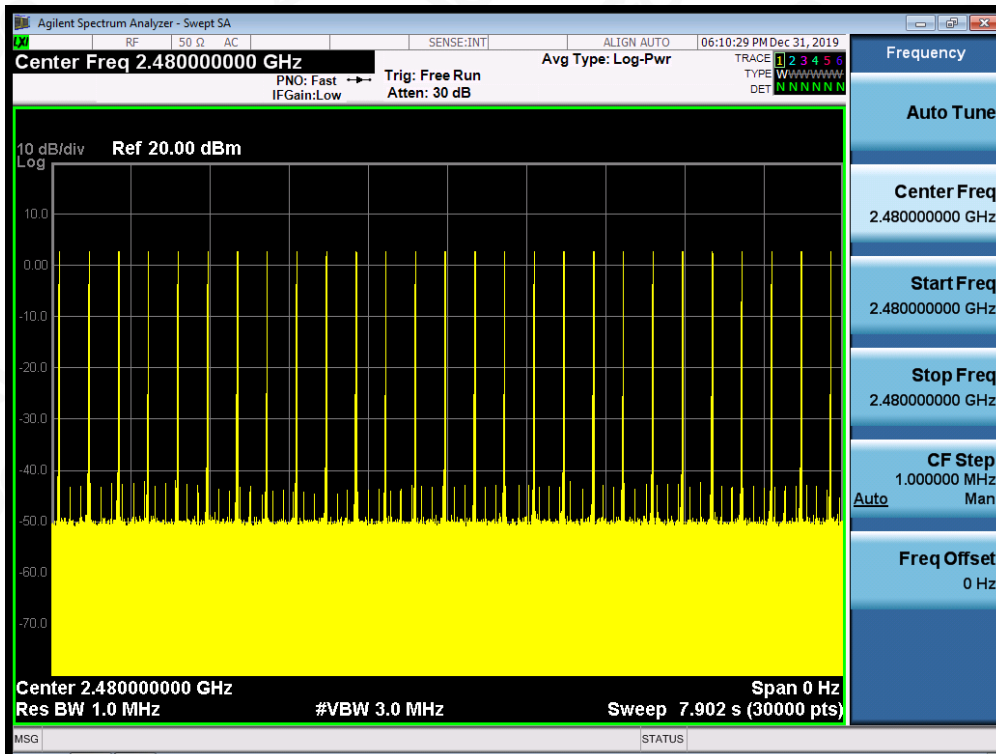 Agilent Spectrum Analyzer - Swept SA
LXI RF 50 Ω AC SENSE:INT ALIGN AUTO 06:10:29 PM Dec 31, 2019
Center Freq 2.480000000 GHz
Avg Type: Log-Pwr
TRACE 1 2 3 4 5 6
PNO: Fast
Trig: Free Run
TYPE WWWWWW
IFGain:Low
Atten: 30 dB
DET N N N N N N
10 dB/div Ref 20.00 dBm
Log
10.0
0.00
-10.0
-20.0
-30.0
-40.0
-50.0
-60.0
-70.0
Center 2.480000000 GHz
Span 0 Hz
Res BW 1.0 MHz
#VBW 3.0 MHz
Sweep 7.902 s (30000 pts)
MSG
STATUS
Frequency
Auto Tune
Center Freq
2.480000000 GHz
Start Freq
2.480000000 GHz
Stop Freq
2.480000000 GHz
CF Step
1.000000 MHz
Auto Man
Freq Offset
0 Hz